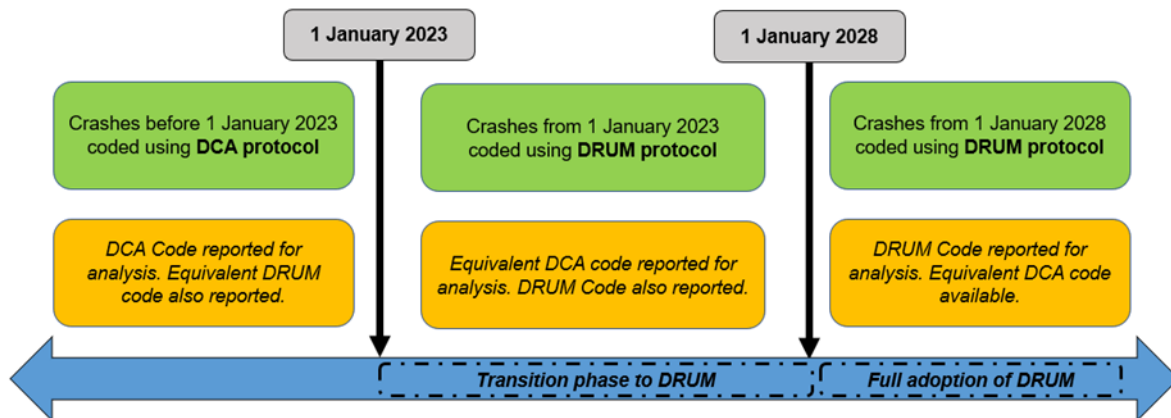 1 January 2023
1 January 2028
Crashes before 1 January 2023
coded using DCA protocol
Crashes from 1 January 2023
coded using DRUM protocol
Crashes from 1 January 2028
coded using DRUM protocol
DCA Code reported for
analysis. Equivalent DRUM
code also reported.
Equivalent DCA code reported for
analysis. DRUM Code also reported.
DRUM Code reported for
analysis. Equivalent DCA code
available.
Transition phase to DRUM
Full adoption of DRUM